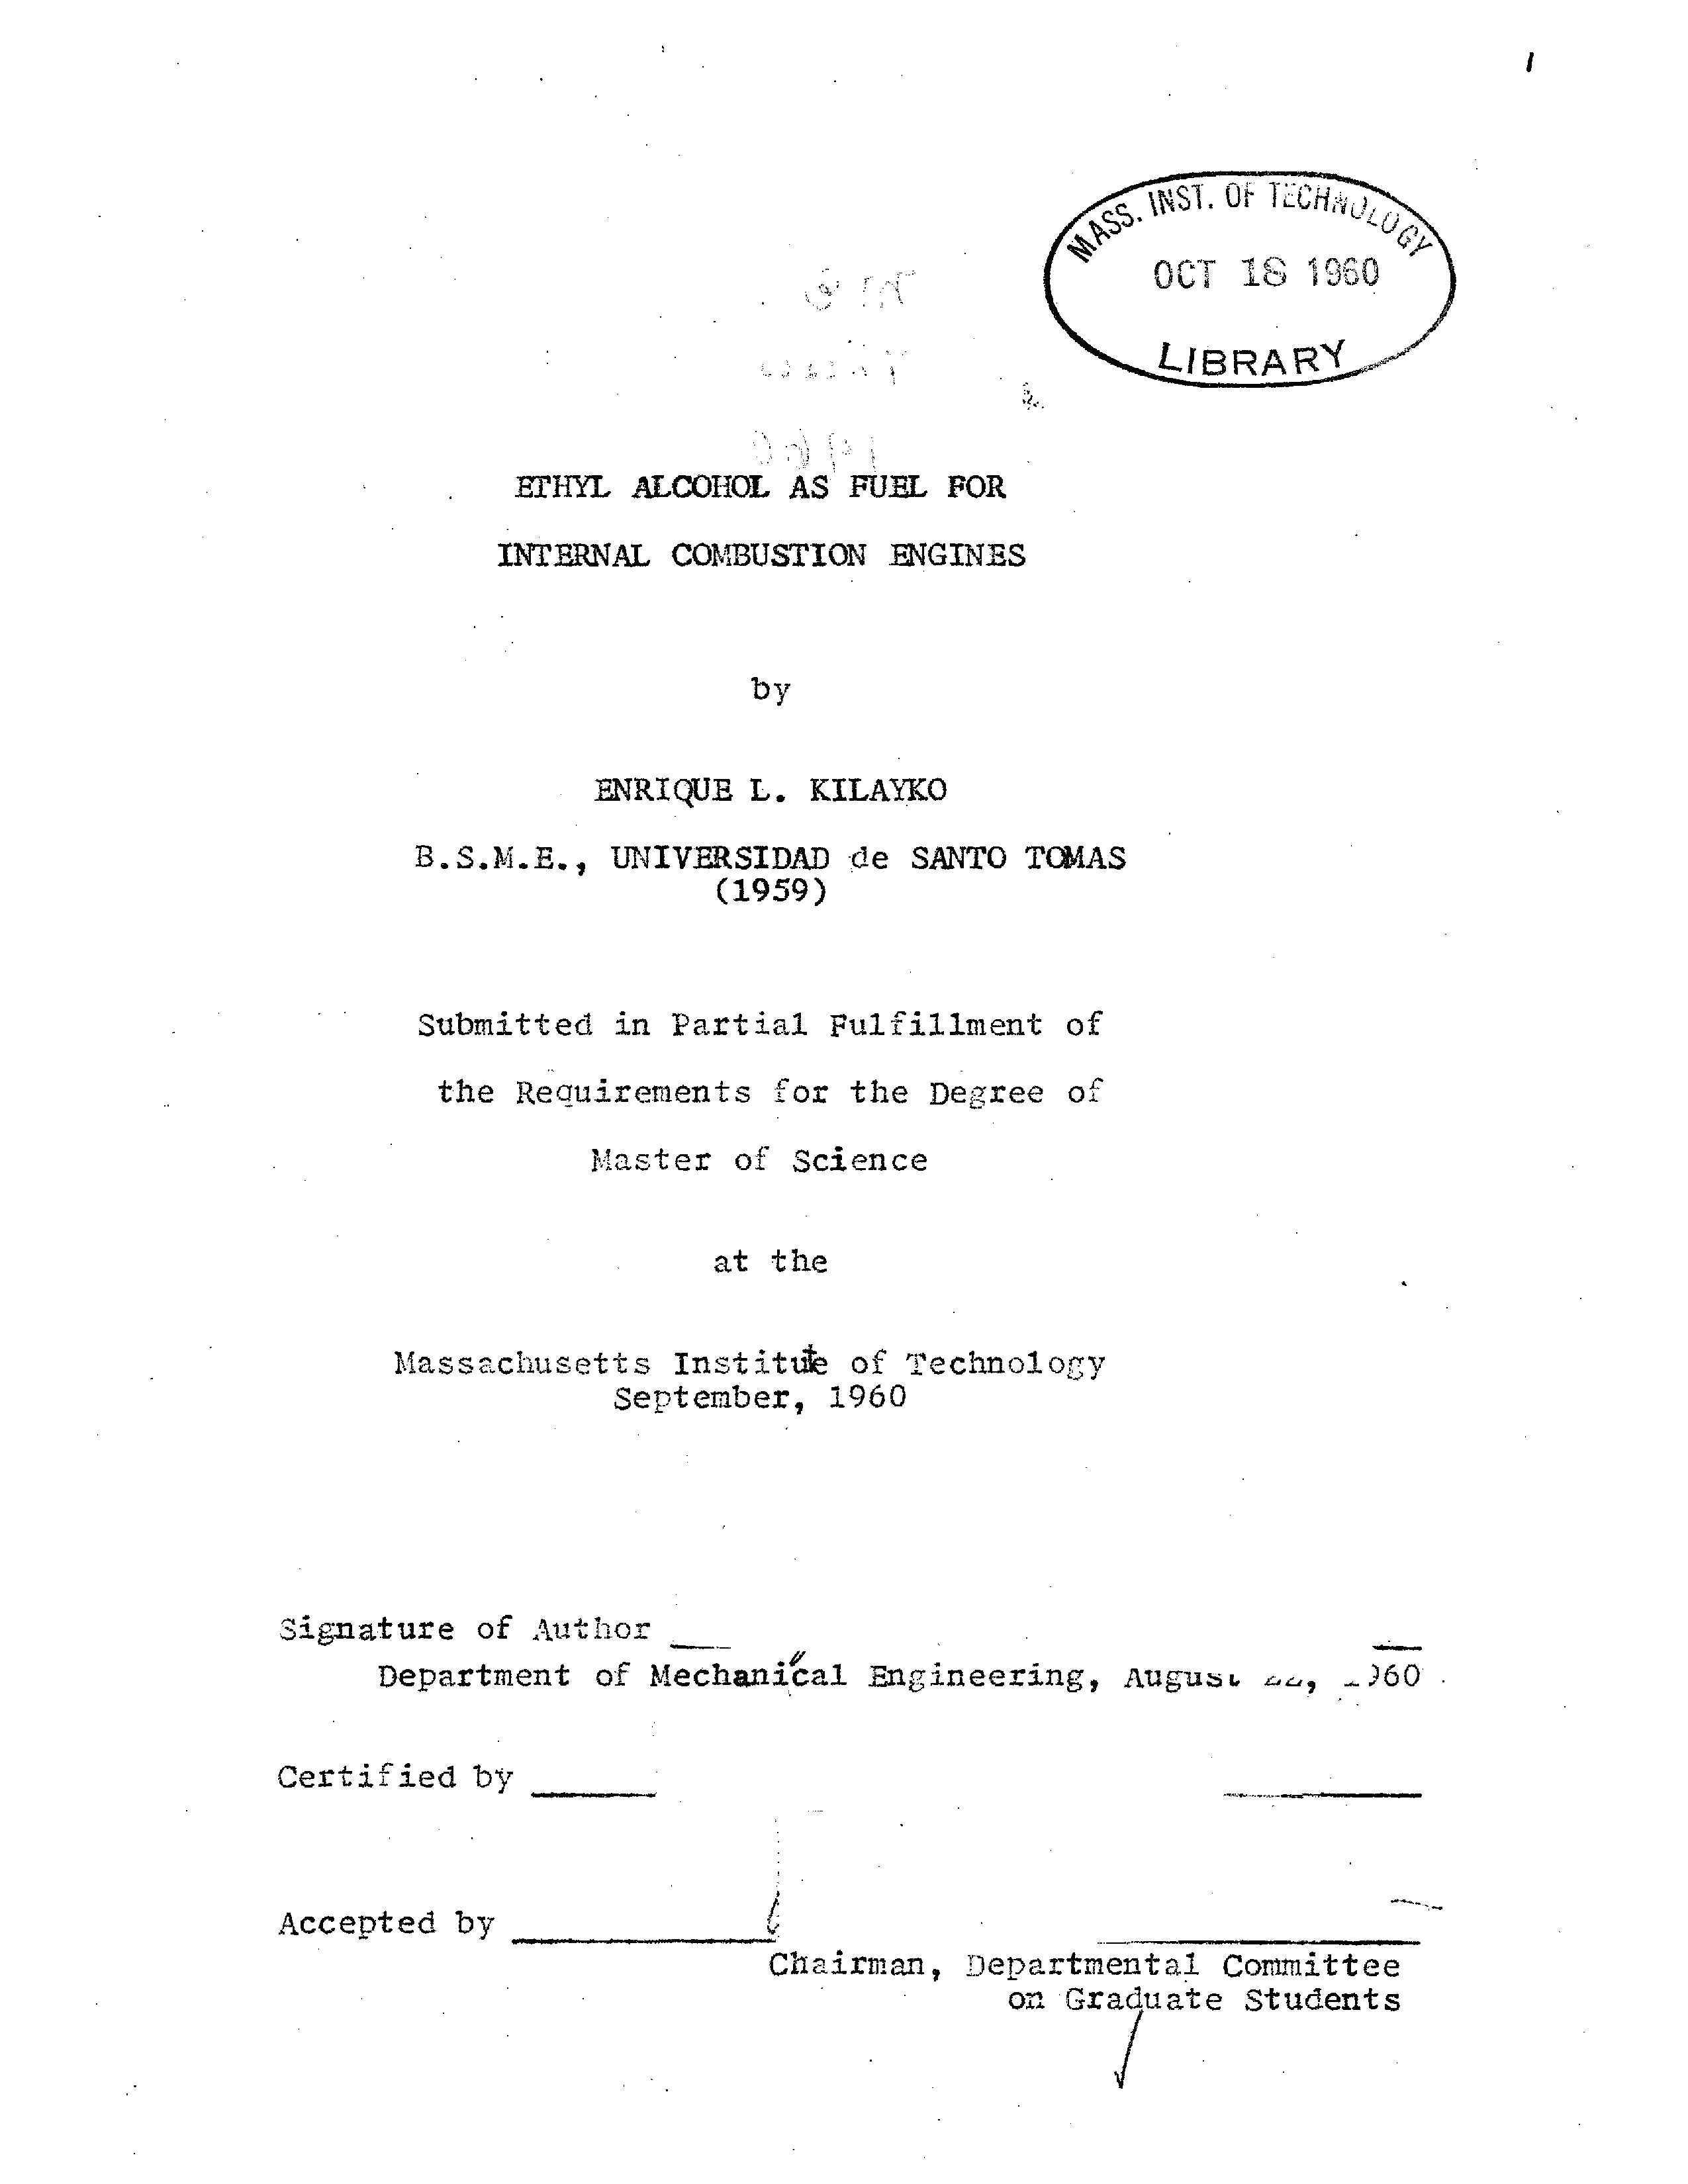 1
MASS. INST. OF TECHNOLOGY
OCT 18 1960
LIBRARY
ETHYL ALCOHOL AS FUEL FOR
INTERNAL COMBUSTION ENGINES
by
ENRIQUE L. KILAYKO
B.S.M.E., UNIVERSIDAD de SANTO TOMAS
(1959)
Submitted in Partial Fulfillment of
the Requirements for the Degree of
Master of Science
at the
Massachusetts Institute of Technology
September, 1960
Signature of Author
Department of Mechanical Engineering, August 1960
Certified by
Accepted by
Chairman, Departmental Committee
on Graduate Students